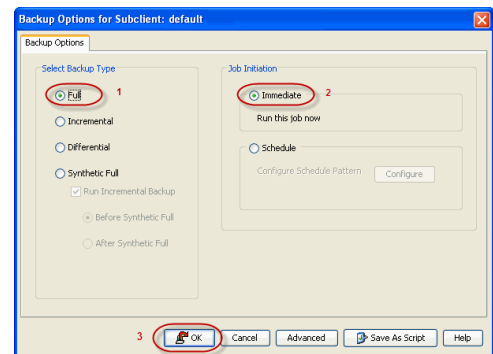 Backup Options for Subclient: default
Backup Options
Select Backup Type
Full
1
Incremental
Differential
Synthetic Full
Run Incremental Backup
Before Synthetic Full
After Synthetic Full
Job Initiation
Immediate
2
Run this job now
Schedule
Configure Schedule Pattern
Configure
3
OK
Cancel
Advanced
Save As Script
Help